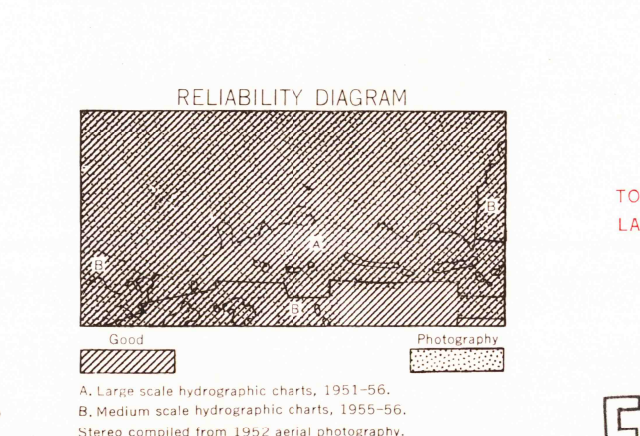 RELIABILITY DIAGRAM
B
A
B
B
Good
Photography
A. Large scale hydrographic charts, 1951-56.
B. Medium scale hydrographic charts, 1955-56.
Stereo compiled from 1952 aerial photography.
TO
LA